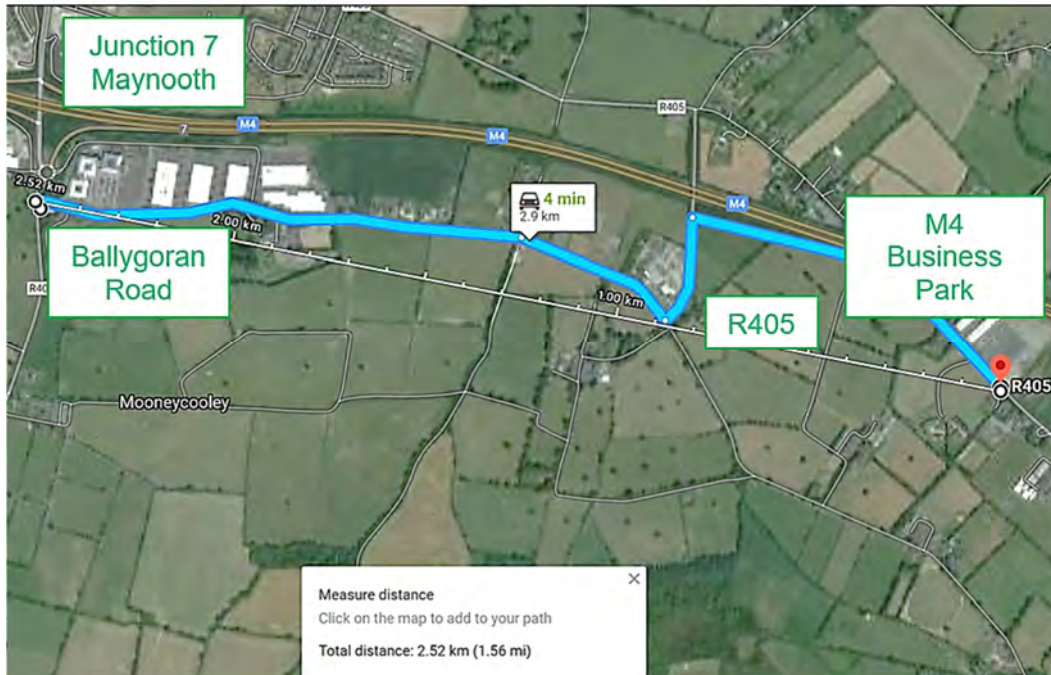 Junction 7
Maynooth
R405
7
M4
M4
M4
2.52 km
2.00 km
4 min
2.9 km
Ballygoran
Road
1.00 km
R405
M4
Business
Park
R405
Mooneycooley
Measure distance
Click on the map to add to your path
Total distance: 2.52 km (1.56 mi)